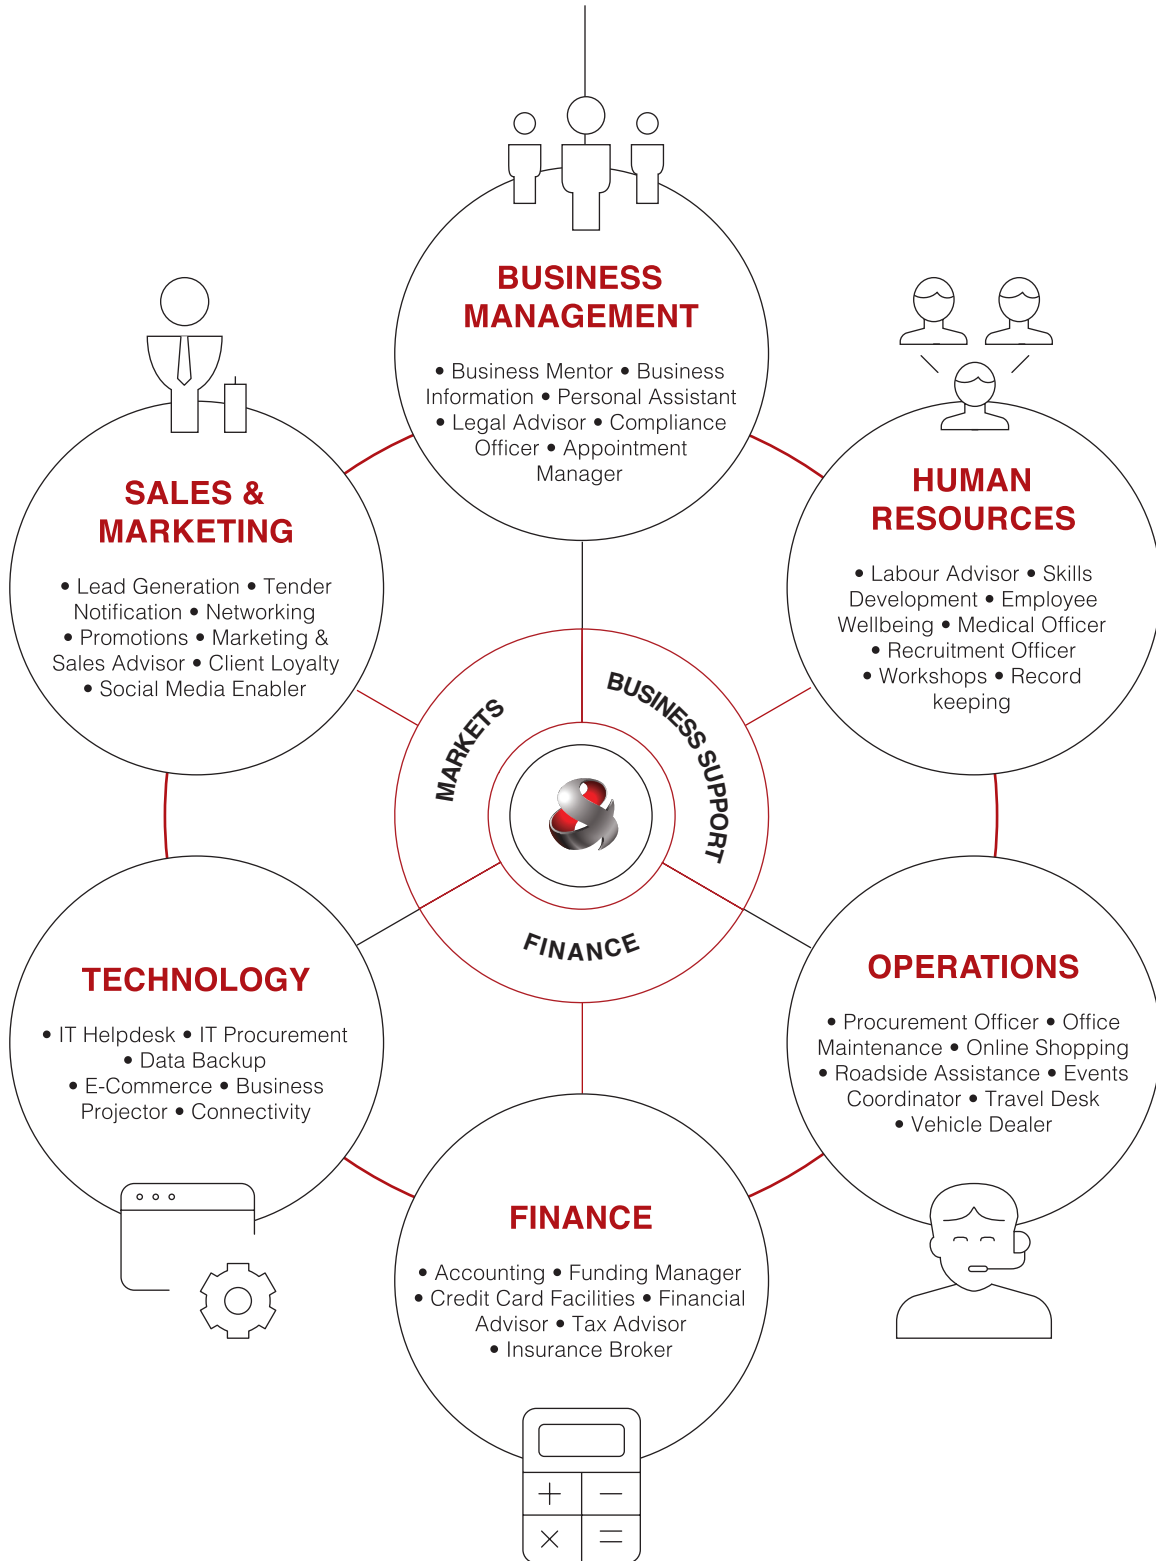 BUSINESS
MANAGEMENT
• Business Mentor • Business
Information • Personal Assistant
• Legal Advisor • Compliance
Officer • Appointment
Manager
SALES &
MARKETING
• Lead Generation • Tender
Notification • Networking
• Promotions • Marketing &
Sales Advisor • Client Loyalty
• Social Media Enabler
HUMAN
RESOURCES
• Labour Advisor • Skills
Development • Employee
Wellbeing • Medical Officer
• Recruitment Officer
• Workshops • Record
keeping
MARKETS
BUSINESS SUPPORT
FINANCE
TECHNOLOGY
• IT Helpdesk • IT Procurement
• Data Backup
• E-Commerce • Business
Projector • Connectivity
OPERATIONS
• Procurement Officer • Office
Maintenance • Online Shopping
• Roadside Assistance • Events
Coordinator • Travel Desk
• Vehicle Dealer
FINANCE
• Accounting • Funding Manager
• Credit Card Facilities • Financial
Advisor • Tax Advisor
• Insurance Broker